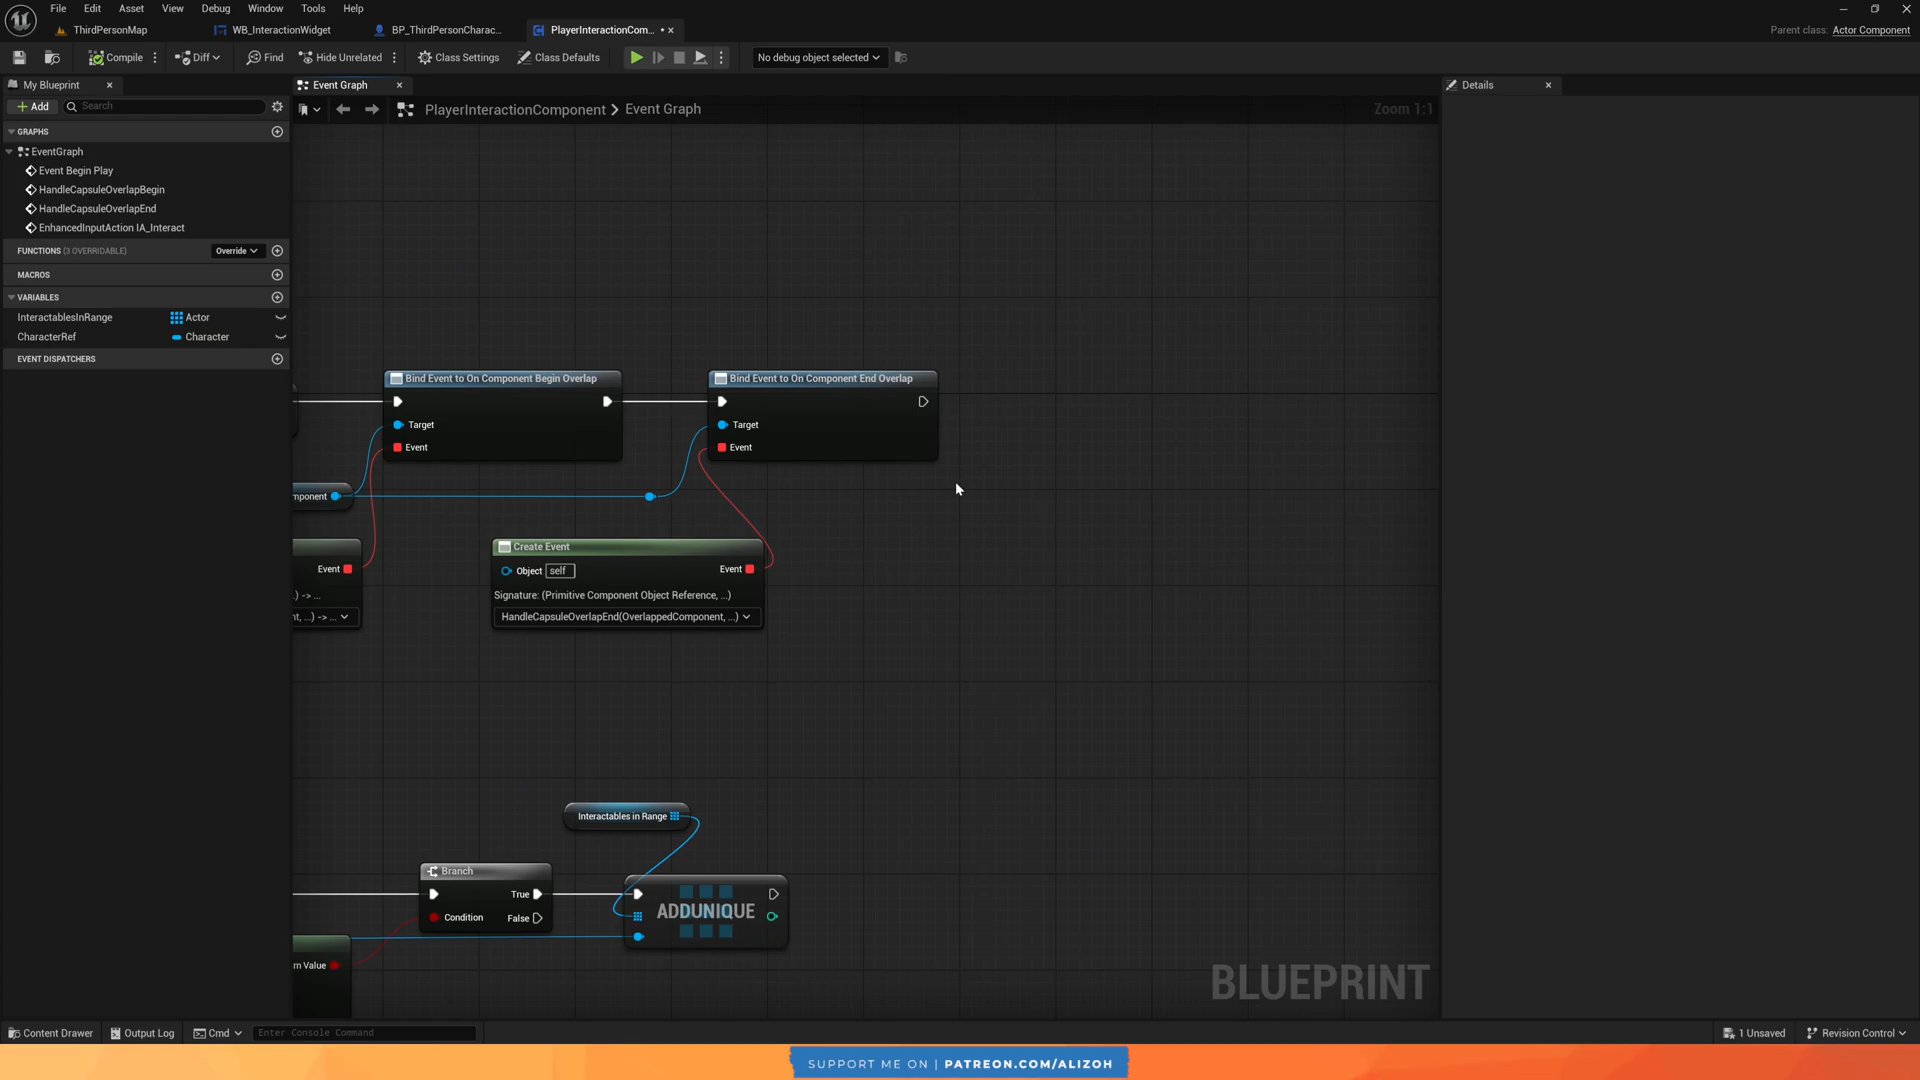 File Edit Asset View Debug Window Tools Help
ThirdPersonMap
WB_InteractionWidget
BP_ThirdPersonCharac...
PlayerInteractionCom...
Parent class: Actor Component
Compile
Diff
Find
Hide Unrelated
Class Settings
Class Defaults
No debug object selected
My Blueprint
Event Graph
Details
Add
Search
PlayerInteractionComponent > Event Graph
Zoom 1:1
GRAPHS
EventGraph
Event Begin Play
HandleCapsuleOverlapBegin
HandleCapsuleOverlapEnd
EnhancedInputAction IA_Interact
FUNCTIONS (3 OVERRIDABLE)
Override
MACROS
VARIABLES
InteractablesInRange
Actor
CharacterRef
Character
EVENT DISPATCHERS
Bind Event to On Component Begin Overlap
Target
Event
Bind Event to On Component End Overlap
Target
Event
mponent
Event
.) -> ...
nt, ...) -> ...
Create Event
Object self
Event
Signature: (Primitive Component Object Reference, ...)
HandleCapsuleOverlapEnd(OverlappedComponent, ...)
Interactables in Range
Branch
True
Condition
False
ADDUNIQUE
m Value
BLUEPRINT
Content Drawer
Output Log
Cmd
Enter Console Command
1 Unsaved
Revision Control
SUPPORT ME ON | PATREON.COM/ALIZOH